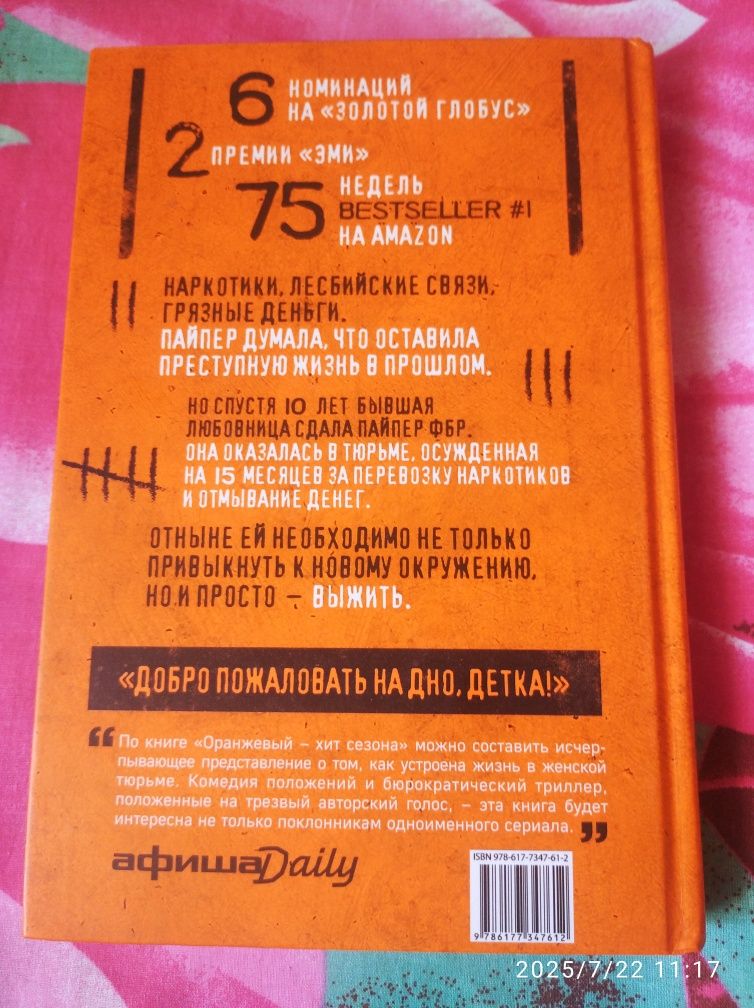 6 НОМИНАЦИЙ
НА «ЗОЛОТОЙ ГЛОБУС»
2 ПРЕМИИ «ЭМИ»
75 НЕДЕЛЬ
BESTSELLER #1
НА AMAZON
НАРКОТИКИ, ЛЕСБИЙСКИЕ СВЯЗИ,
ГРЯЗНЫЕ ДЕНЬГИ.
ПАЙПЕР ДУМАЛА, ЧТО ОСТАВИЛА
ПРЕСТУПНУЮ ЖИЗНЬ В ПРОШЛОМ.
НО СПУСТЯ 10 ЛЕТ БЫВШАЯ
ЛЮБОВНИЦА СДАЛА ПАЙПЕР ФБР.
ОНА ОКАЗАЛАСЬ В ТЮРЬМЕ, ОСУЖДЕННАЯ
НА 15 МЕСЯЦЕВ ЗА ПЕРЕВОЗКУ НАРКОТИКОВ
И ОТМЫВАНИЕ ДЕНЕГ.
ОТНЫНЕ ЕЙ НЕОБХОДИМО НЕ ТОЛЬКО
ПРИВЫКНУТЬ К НОВОМУ ОКРУЖЕНИЮ,
НО И ПРОСТО – ВЫЖИТЬ.
«ДОБРО ПОЖАЛОВАТЬ НА ДНО, ДЕТКА!»
“По книге «Оранжевый – хит сезона» можно составить исчер-
пывающее представление о том, как устроена жизнь в женской
тюрьме. Комедия положений и бюрократический триллер,
положенные на трезвый авторский голос, – эта книга будет
интересна не только поклонникам одноименного сериала.”
афишаDaily
ISBN 978-617-7347-61-2
9 786177 347612
2025/7/22 11:17